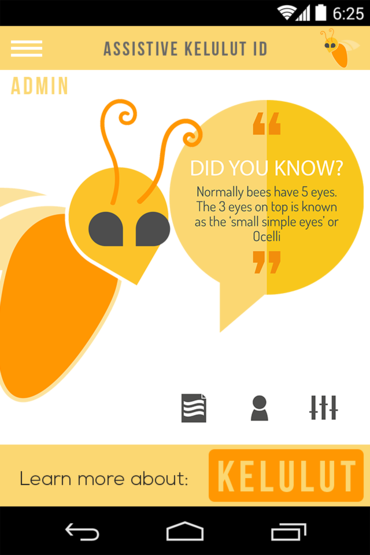 6:25
ASSISTIVE KELULUT ID
ADMIN
“
DID YOU KNOW?
Normally bees have 5 eyes.
The 3 eyes on top is known
as the ‘small simple eyes’ or
Ocelli
”
Learn more about:
KELULUT